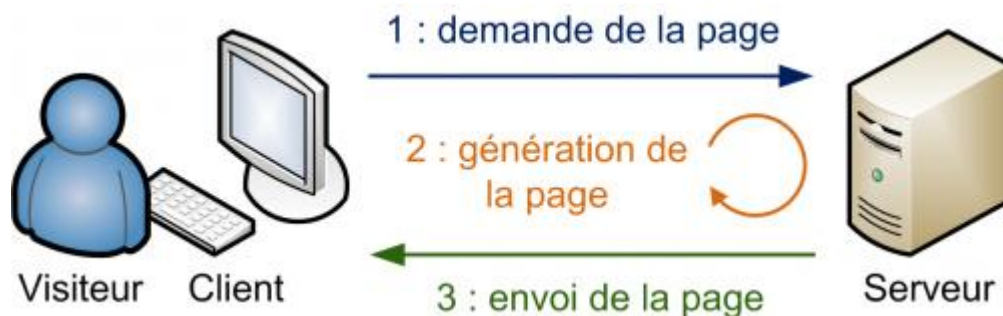 1 : demande de la page
2 : génération de
la page
Visiteur
Client
3 : envoi de la page
Serveur